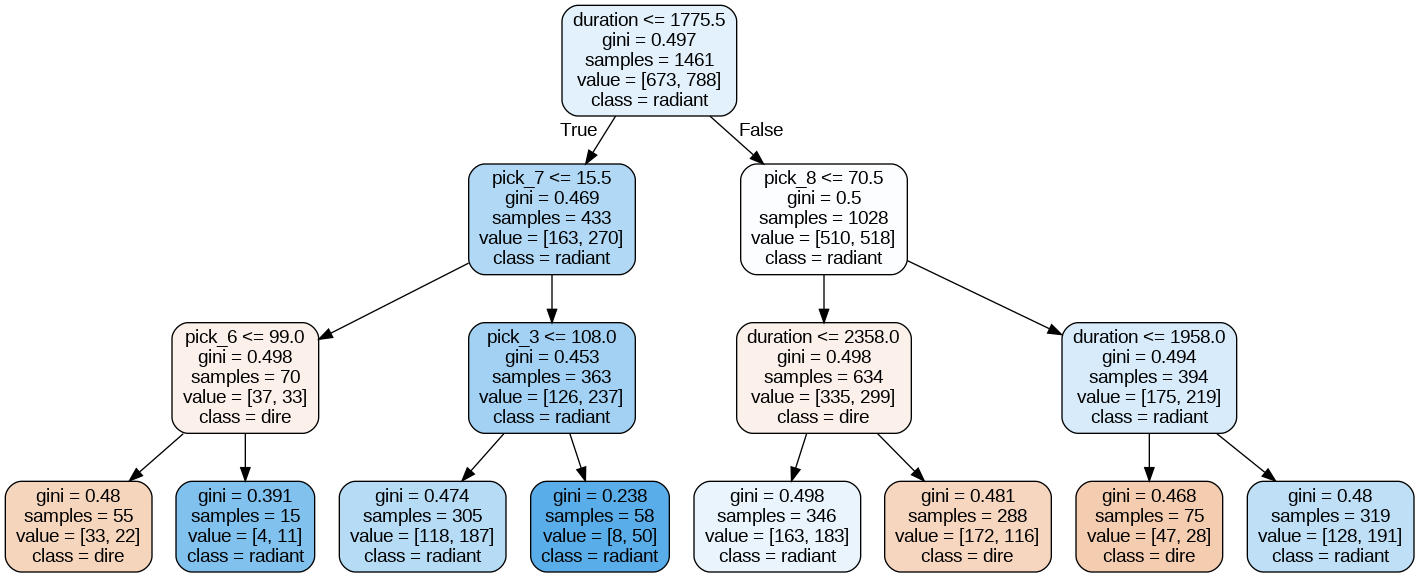 duration <= 1775.5
gini = 0.497
samples = 1461
value = [673, 788]
class = radiant
True
False
pick_7 <= 15.5
gini = 0.469
samples = 433
value = [163, 270]
class = radiant
pick_8 <= 70.5
gini = 0.5
samples = 1028
value = [510, 518]
class = radiant
pick_6 <= 99.0
gini = 0.498
samples = 70
value = [37, 33]
class = dire
pick_3 <= 108.0
gini = 0.453
samples = 363
value = [126, 237]
class = radiant
duration <= 2358.0
gini = 0.498
samples = 634
value = [335, 299]
class = dire
duration <= 1958.0
gini = 0.494
samples = 394
value = [175, 219]
class = radiant
gini = 0.48
samples = 55
value = [33, 22]
class = dire
gini = 0.391
samples = 15
value = [4, 11]
class = radiant
gini = 0.474
samples = 305
value = [118, 187]
class = radiant
gini = 0.238
samples = 58
value = [8, 50]
class = radiant
gini = 0.498
samples = 346
value = [163, 183]
class = radiant
gini = 0.481
samples = 288
value = [172, 116]
class = dire
gini = 0.468
samples = 75
value = [47, 28]
class = dire
gini = 0.48
samples = 319
value = [128, 191]
class = radiant